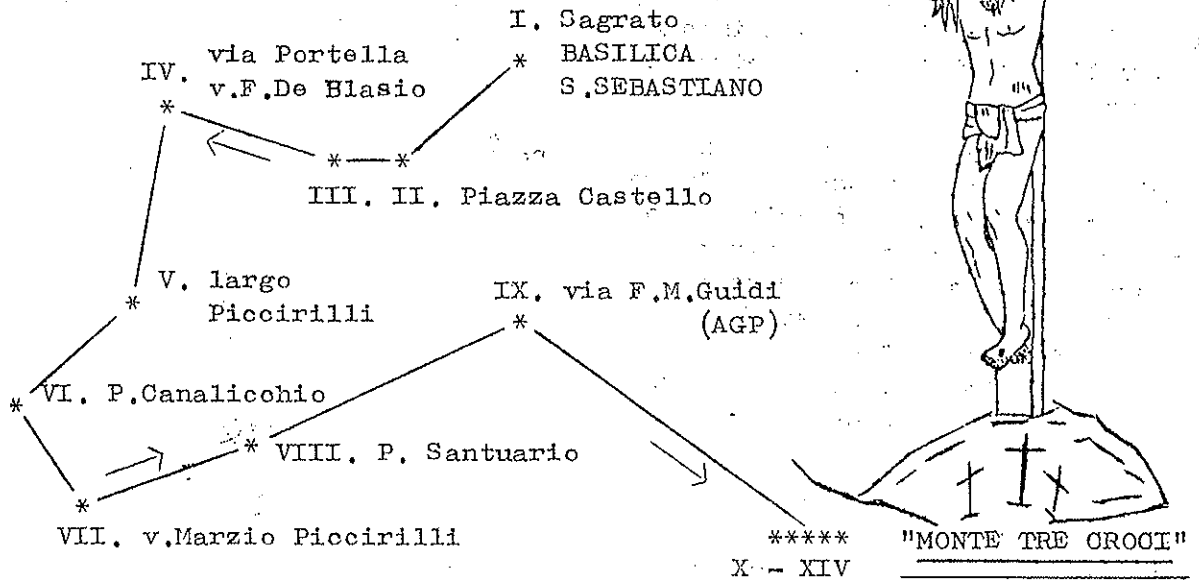 I. Sagrato
BASILICA
S.SEBASTIANO
IV. via Portella
v.F.De Blasio
III. II. Piazza Castello
V. largo
Piccirilli
IX. via F.M.Guidi
(AGP)
VI. P.Canalicchio
VIII. P. Santuario
VII. v.Marzio Piccirilli
*****
X - XIV
"MONTE TRE CROCI"